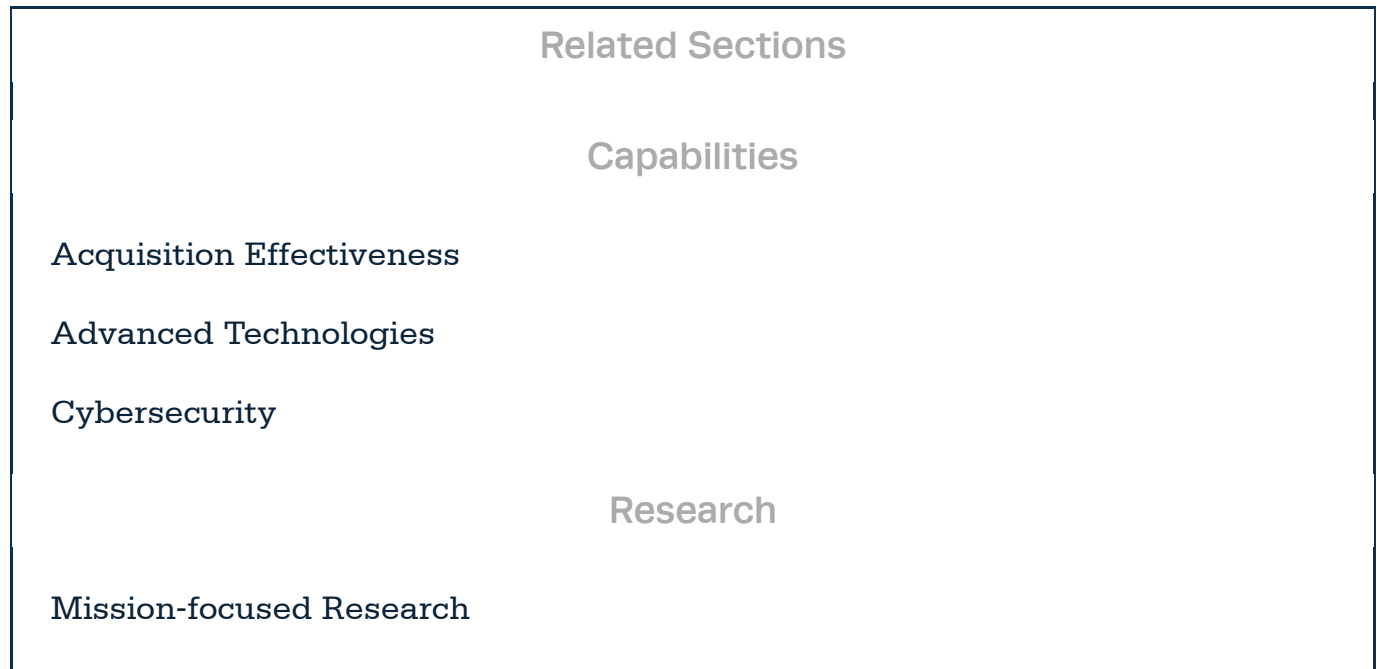 Related Sections
Capabilities
Acquisition Effectiveness
Advanced Technologies
Cybersecurity
Research
Mission-focused Research